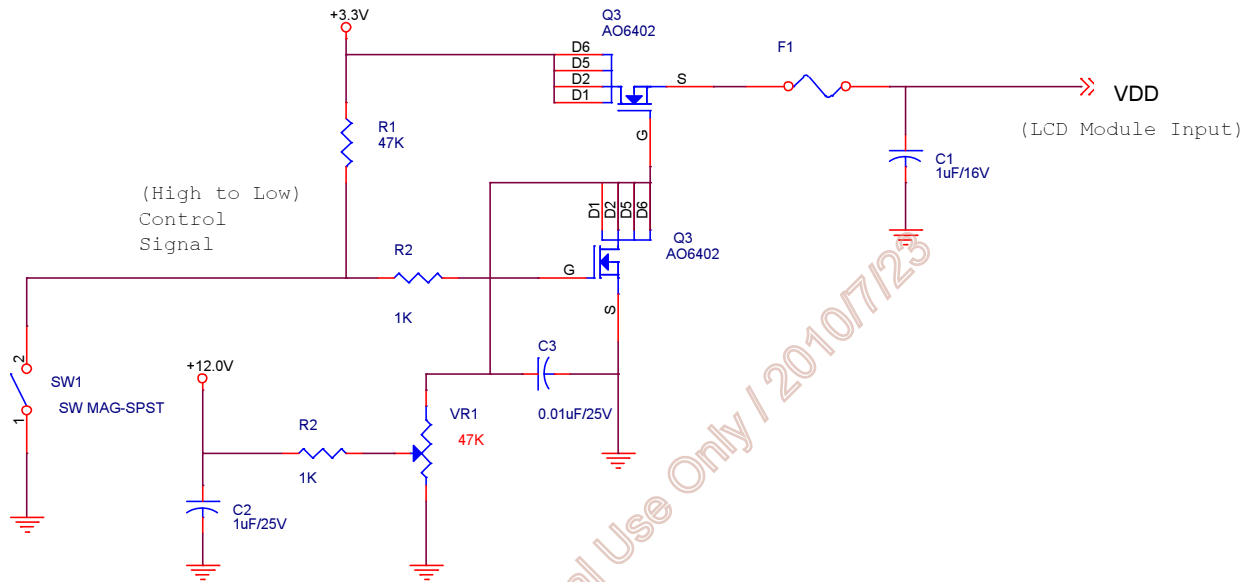 +3.3V
Q3
AO6402
D6
D5
D2
D1
S
G
F1
VDD
(LCD Module Input)
R1
47K
C1
1uF/16V
(High to Low)
Control
Signal
D1
D2
D5
D6
Q3
AO6402
R2
G
1K
S
2
SW1
SW MAG-SPST
1
+12.0V
C3
0.01uF/25V
VR1
47K
R2
1K
C2
1uF/25V
al Use Only / 2010/7/23